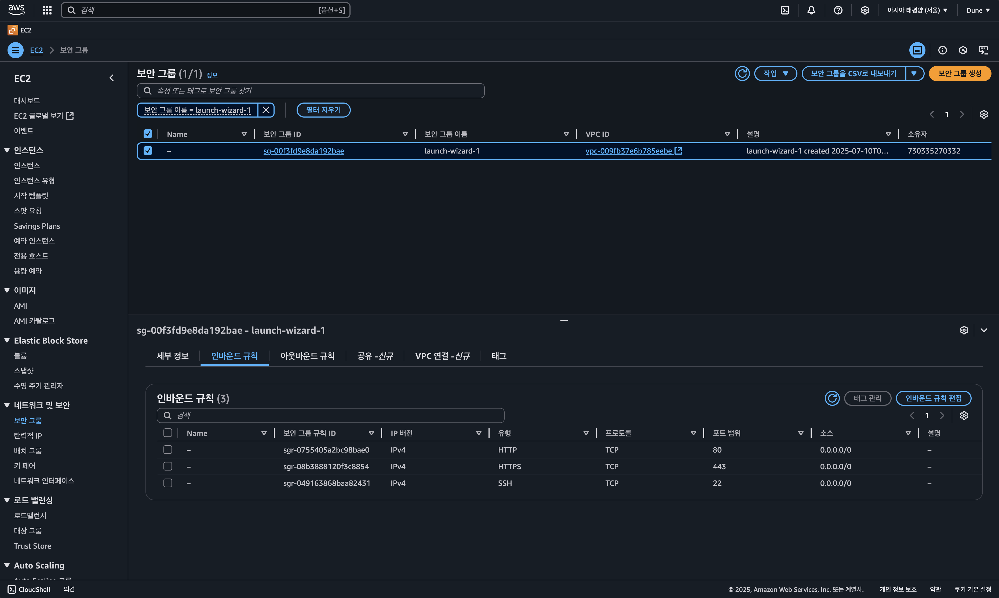 aws
검색 [옵션+S]
아시아 태평양 (서울)
Dune
EC2
EC2
보안 그룹
EC2
대시보드
EC2 글로벌 보기
이벤트
인스턴스
인스턴스
인스턴스 유형
시작 템플릿
스팟 요청
Savings Plans
예약 인스턴스
전용 호스트
용량 예약
이미지
AMI
AMI 카탈로그
Elastic Block Store
볼륨
스냅샷
수명 주기 관리자
네트워크 및 보안
보안 그룹
탄력적 IP
배치 그룹
키 페어
네트워크 인터페이스
로드 밸런싱
로드밸런서
대상 그룹
Trust Store
Auto Scaling
Auto Scaling 그룹
보안 그룹 (1/1) 정보
작업
보안 그룹을 CSV로 내보내기
보안 그룹 생성
속성 또는 태그로 보안 그룹 찾기
보안 그룹 이름 = launch-wizard-1
필터 지우기
1
Name 보안 그룹 ID 보안 그룹 이름 VPC ID 설명 소유자
– sg-00f3fd9e8da192bae launch-wizard-1 vpc-009fb37e6b785eebe launch-wizard-1 created 2025-07-10T0... 730335270332
sg-00f3fd9e8da192bae - launch-wizard-1
세부 정보 인바운드 규칙 아웃바운드 규칙 공유 -신규 VPC 연결 -신규 태그
인바운드 규칙 (3)
태그 관리
인바운드 규칙 편집
검색
1
Name 보안 그룹 규칙 ID IP 버전 유형 프로토콜 포트 범위 소스 설명
– sgr-0755405a2bc98bae0 IPv4 HTTP TCP 80 0.0.0.0/0 –
– sgr-08b3888120f3c8854 IPv4 HTTPS TCP 443 0.0.0.0/0 –
– sgr-049163868baa82431 IPv4 SSH TCP 22 0.0.0.0/0 –
CloudShell 의견
© 2025, Amazon Web Services, Inc. 또는 계열사. 개인 정보 보호 약관 쿠키 기본 설정